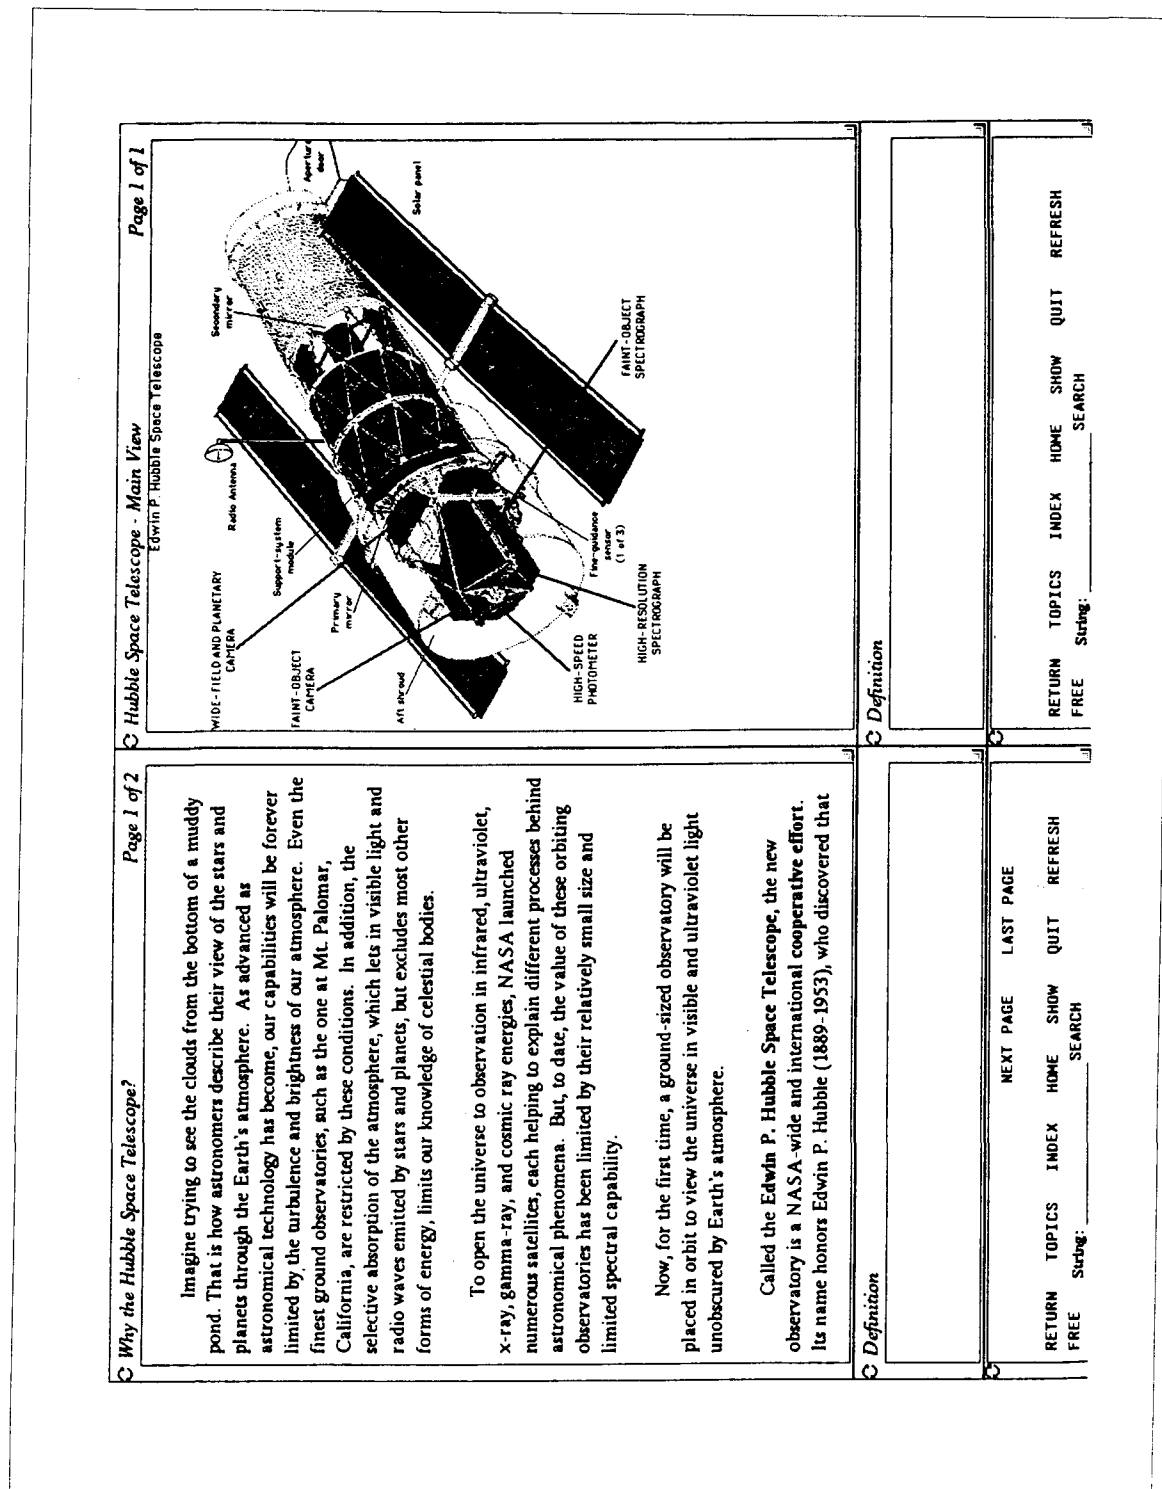 Why the Hubble Space Telescope? Page 1 of 2
Imagine trying to see the clouds from the bottom of a muddy
pond. That is how astronomers describe their view of the stars and
planets through the Earth's atmosphere. As advanced as
astronomical technology has become, our capabilities will be forever
limited by the turbulence and brightness of our atmosphere. Even the
finest ground observatories, such as the one at Mt. Palomar,
California, are restricted by these conditions. In addition, the
selective absorption of the atmosphere, which lets in visible light and
radio waves emitted by stars and planets, but excludes most other
forms of energy, limits our knowledge of celestial bodies.
To open the universe to observation in infrared, ultraviolet,
x-ray, gamma-ray, and cosmic ray energies, NASA launched
numerous satellites, each helping to explain different processes behind
astronomical phenomena. But, to date, the value of these orbiting
observatories has been limited by their relatively small size and
limited spectral capability.
Now, for the first time, a ground-sized observatory will be
placed in orbit to view the universe in visible and ultraviolet light
unobscured by Earth's atmosphere.
Called the Edwin P. Hubble Space Telescope, the new
observatory is a NASA-wide and international cooperative effort.
Its name honors Edwin P. Hubble (1889-1953), who discovered that
Definition
NEXT PAGE LAST PAGE
RETURN TOPICS INDEX HOME SHOW QUIT REFRESH
FREE String: SEARCH
Hubble Space Telescope - Main View Page 1 of 1
Edwin P. Hubble Space Telescope
WIDE-FIELD AND PLANETARY
CAMERA
Radio Antenna
Secondary
mirror
Aperture
door
Support-system
module
Primary
mirror
FAINT-OBJECT
CAMERA
Solar panel
Aft shroud
HIGH-SPEED
PHOTOMETER
Fine-guidance
sensor
(1 of 3)
HIGH-RESOLUTION
SPECTROGRAPH
FAINT-OBJECT
SPECTROGRAPH
Definition
RETURN TOPICS INDEX HOME SHOW QUIT REFRESH
FREE String: SEARCH